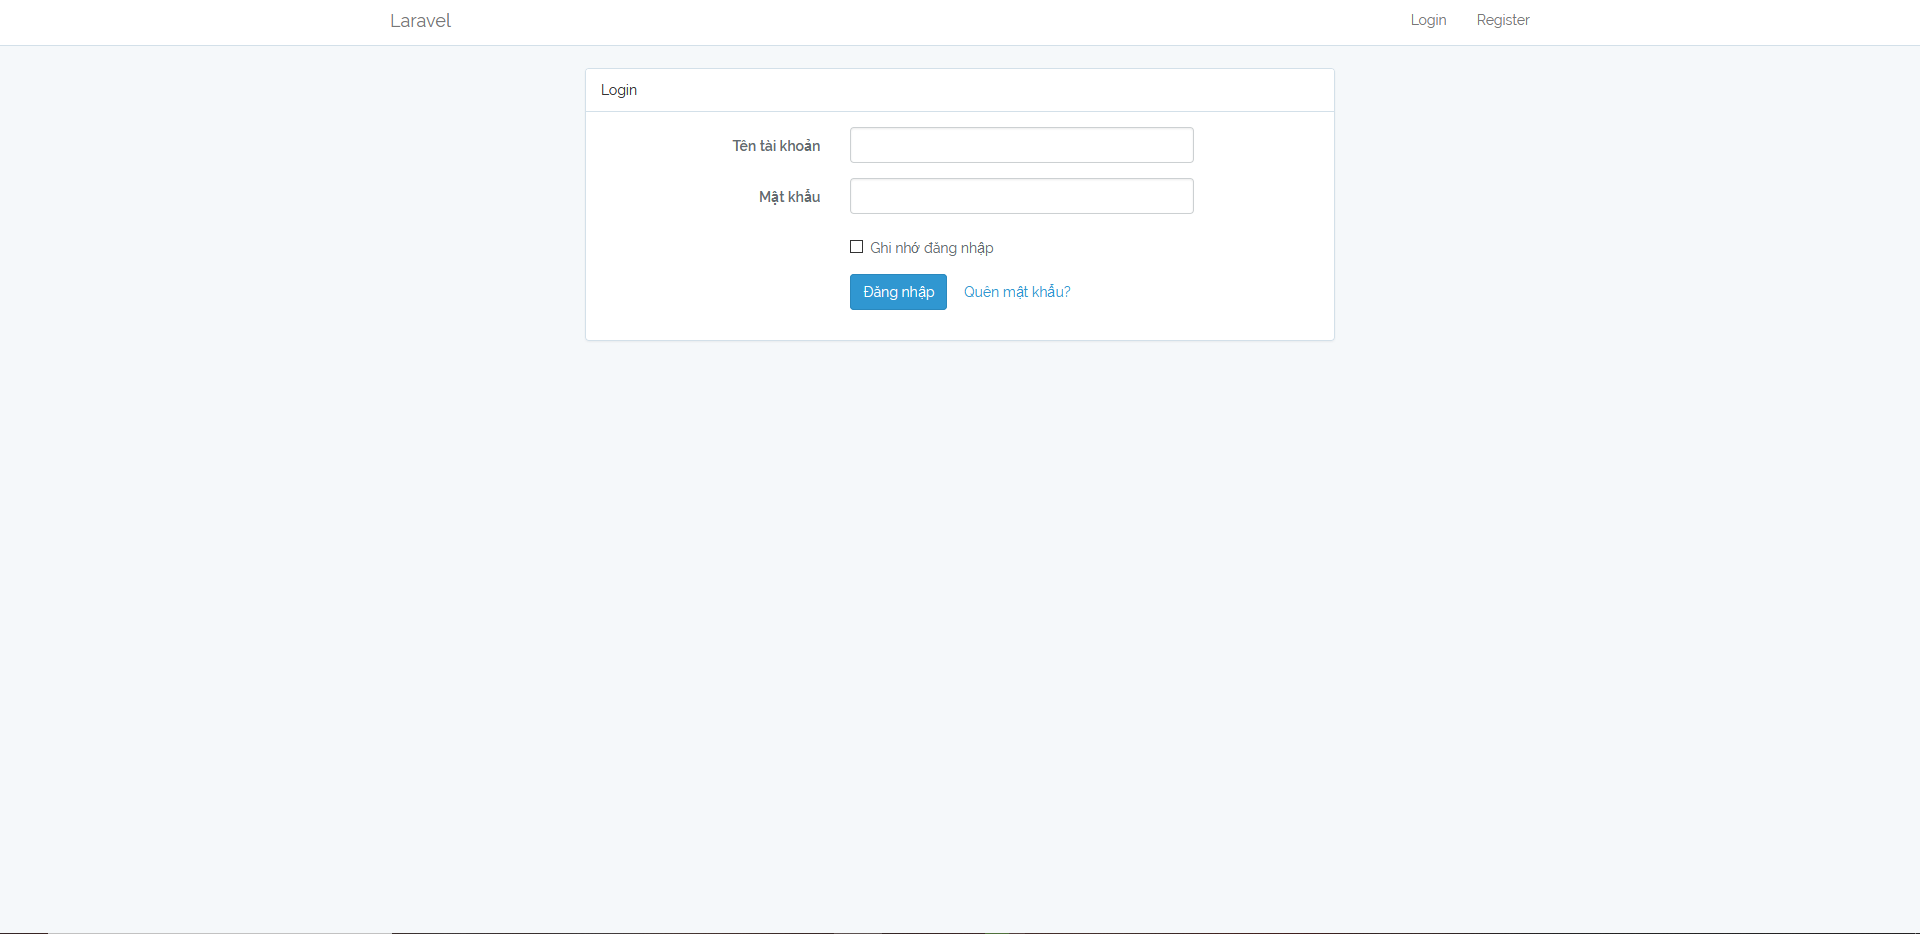 Laravel
Login Register
Login
Tên tài khoản
Mật khẩu
Ghi nhớ đăng nhập
Đăng nhập Quên mật khẩu?